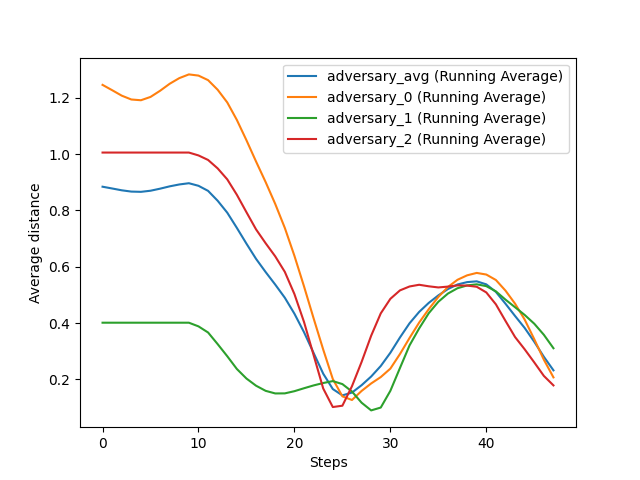 adversary_avg (Running Average)
adversary_0 (Running Average)
adversary_1 (Running Average)
adversary_2 (Running Average)
1.2
1.0
0.8
0.6
0.4
0.2
Average distance
0
10
20
30
40
Steps